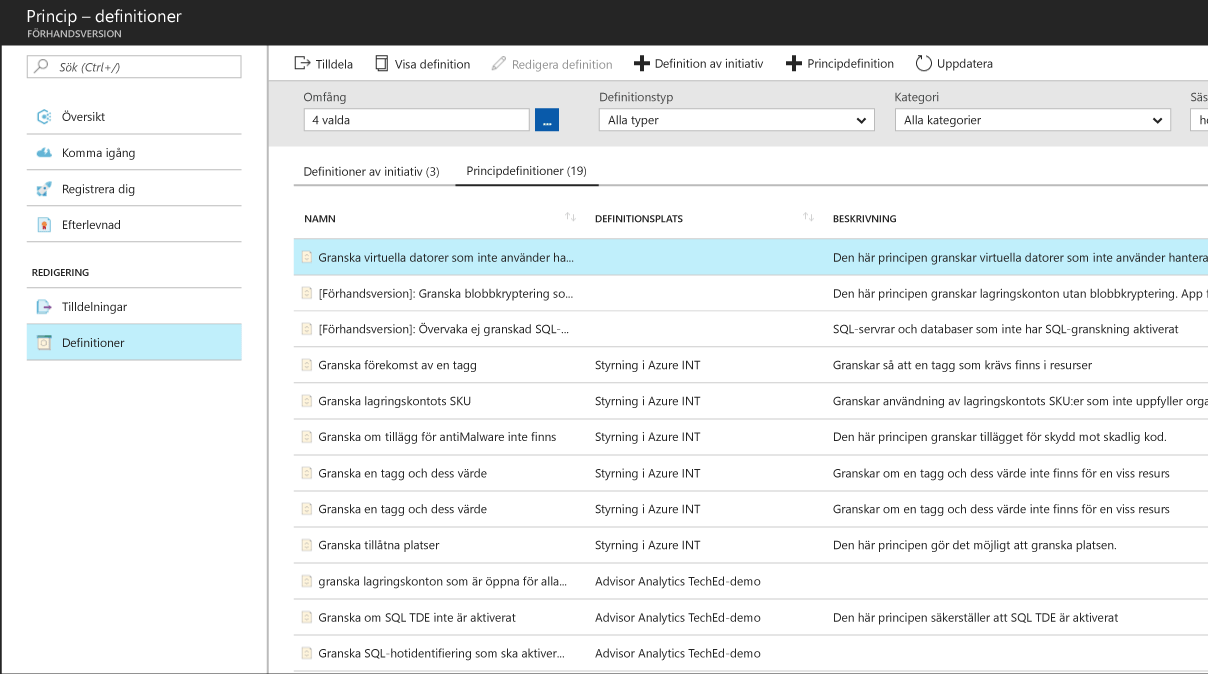 Princip – definitioner
FÖRHANDSVERSION
Sök (Ctrl+/)
Översikt
Komma igång
Registrera dig
Efterlevnad
REDIGERING
Tilldelningar
Definitioner
Tilldela Visa definition Redigera definition Definition av initiativ Principdefinition Uppdatera
Omfång Definitionstyp Kategori
4 valda ... Alla typer Alla kategorier
Definitioner av initiativ (3) Principdefinitioner (19)
NAMN DEFINITIONSPLATS BESKRIVNING
Granska virtuella datorer som inte använder ha... Den här principen granskar virtuella datorer som inte använder hantera
[Förhandsversion]: Granska blobbkryptering so... Den här principen granskar lagringskonton utan blobbkryptering. App
[Förhandsversion]: Övervaka ej granskad SQL-... SQL-servrar och databaser som inte har SQL-granskning aktiverat
Granska förekomst av en tagg Styrning i Azure INT Granskar så att en tagg som krävs finns i resurser
Granska lagringskontots SKU Styrning i Azure INT Granskar användning av lagringskontots SKU:er som inte uppfyller orga
Granska om tillägg för antiMalware inte finns Styrning i Azure INT Den här principen granskar tillägget för skydd mot skadlig kod.
Granska en tagg och dess värde Styrning i Azure INT Granskar om en tagg och dess värde inte finns för en viss resurs
Granska en tagg och dess värde Styrning i Azure INT Granskar om en tagg och dess värde inte finns för en viss resurs
Granska tillåtna platser Styrning i Azure INT Den här principen gör det möjligt att granska platsen.
granska lagringskonton som är öppna för alla... Advisor Analytics TechEd-demo
Granska om SQL TDE inte är aktiverat Advisor Analytics TechEd-demo Den här principen säkerställer att SQL TDE är aktiverat
Granska SQL-hotidentifiering som ska aktiver... Advisor Analytics TechEd-demo